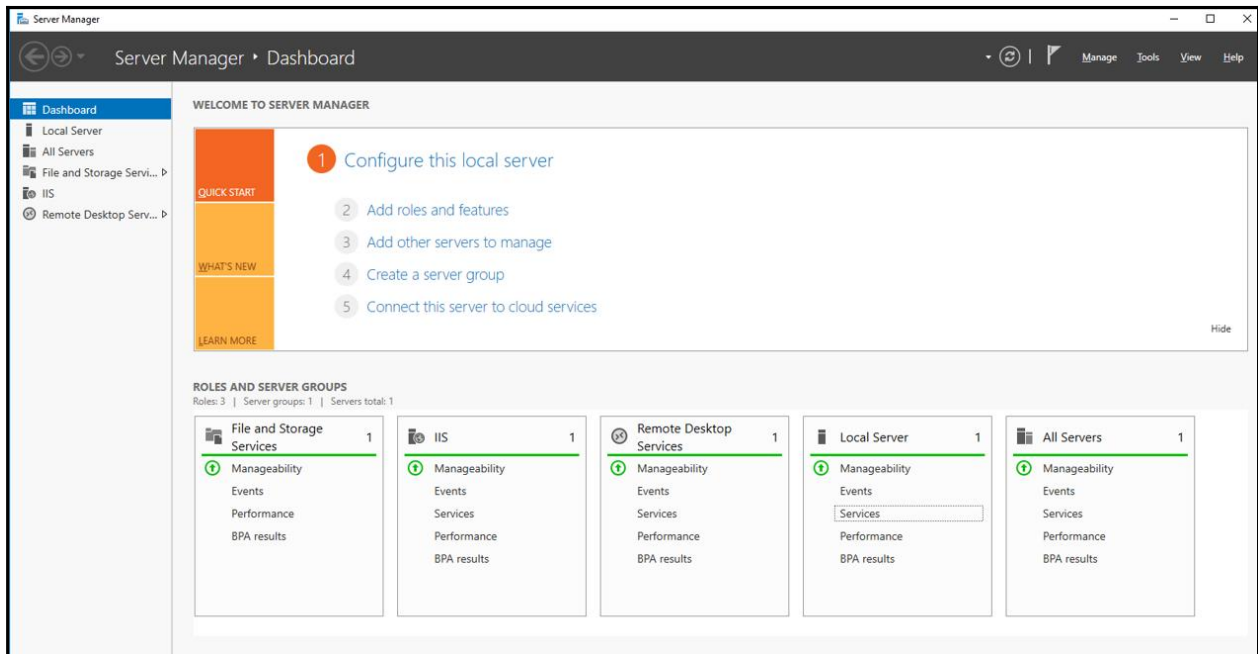 Server Manager
Server Manager ‣ Dashboard
Manage Tools View Help
Dashboard
Local Server
All Servers
File and Storage Servi...
IIS
Remote Desktop Serv...
WELCOME TO SERVER MANAGER
QUICK START
WHAT'S NEW
LEARN MORE
1 Configure this local server
2 Add roles and features
3 Add other servers to manage
4 Create a server group
5 Connect this server to cloud services
Hide
ROLES AND SERVER GROUPS
Roles: 3 | Server groups: 1 | Servers total: 1
File and Storage
Services 1
Manageability
Events
Performance
BPA results
IIS 1
Manageability
Events
Services
Performance
BPA results
Remote Desktop
Services 1
Manageability
Events
Services
Performance
BPA results
Local Server 1
Manageability
Events
Services
Performance
BPA results
All Servers 1
Manageability
Events
Services
Performance
BPA results